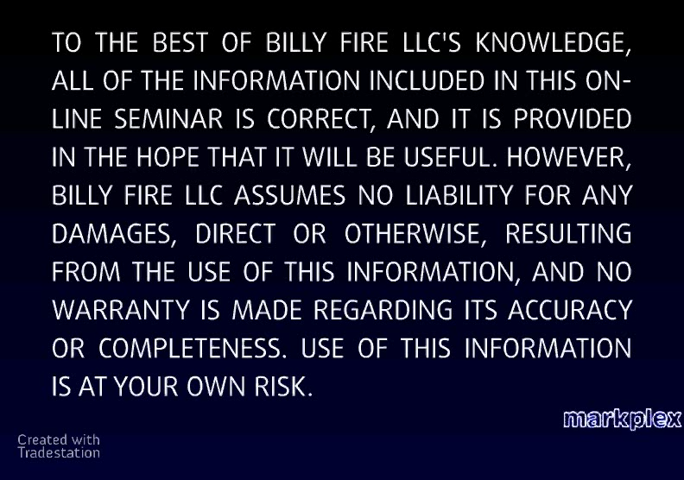 TO THE BEST OF BILLY FIRE LLC'S KNOWLEDGE,
ALL OF THE INFORMATION INCLUDED IN THIS ON-
LINE SEMINAR IS CORRECT, AND IT IS PROVIDED
IN THE HOPE THAT IT WILL BE USEFUL. HOWEVER,
BILLY FIRE LLC ASSUMES NO LIABILITY FOR ANY
DAMAGES, DIRECT OR OTHERWISE, RESULTING
FROM THE USE OF THIS INFORMATION, AND NO
WARRANTY IS MADE REGARDING ITS ACCURACY
OR COMPLETENESS. USE OF THIS INFORMATION
IS AT YOUR OWN RISK.
markplex
Created with
Tradestation